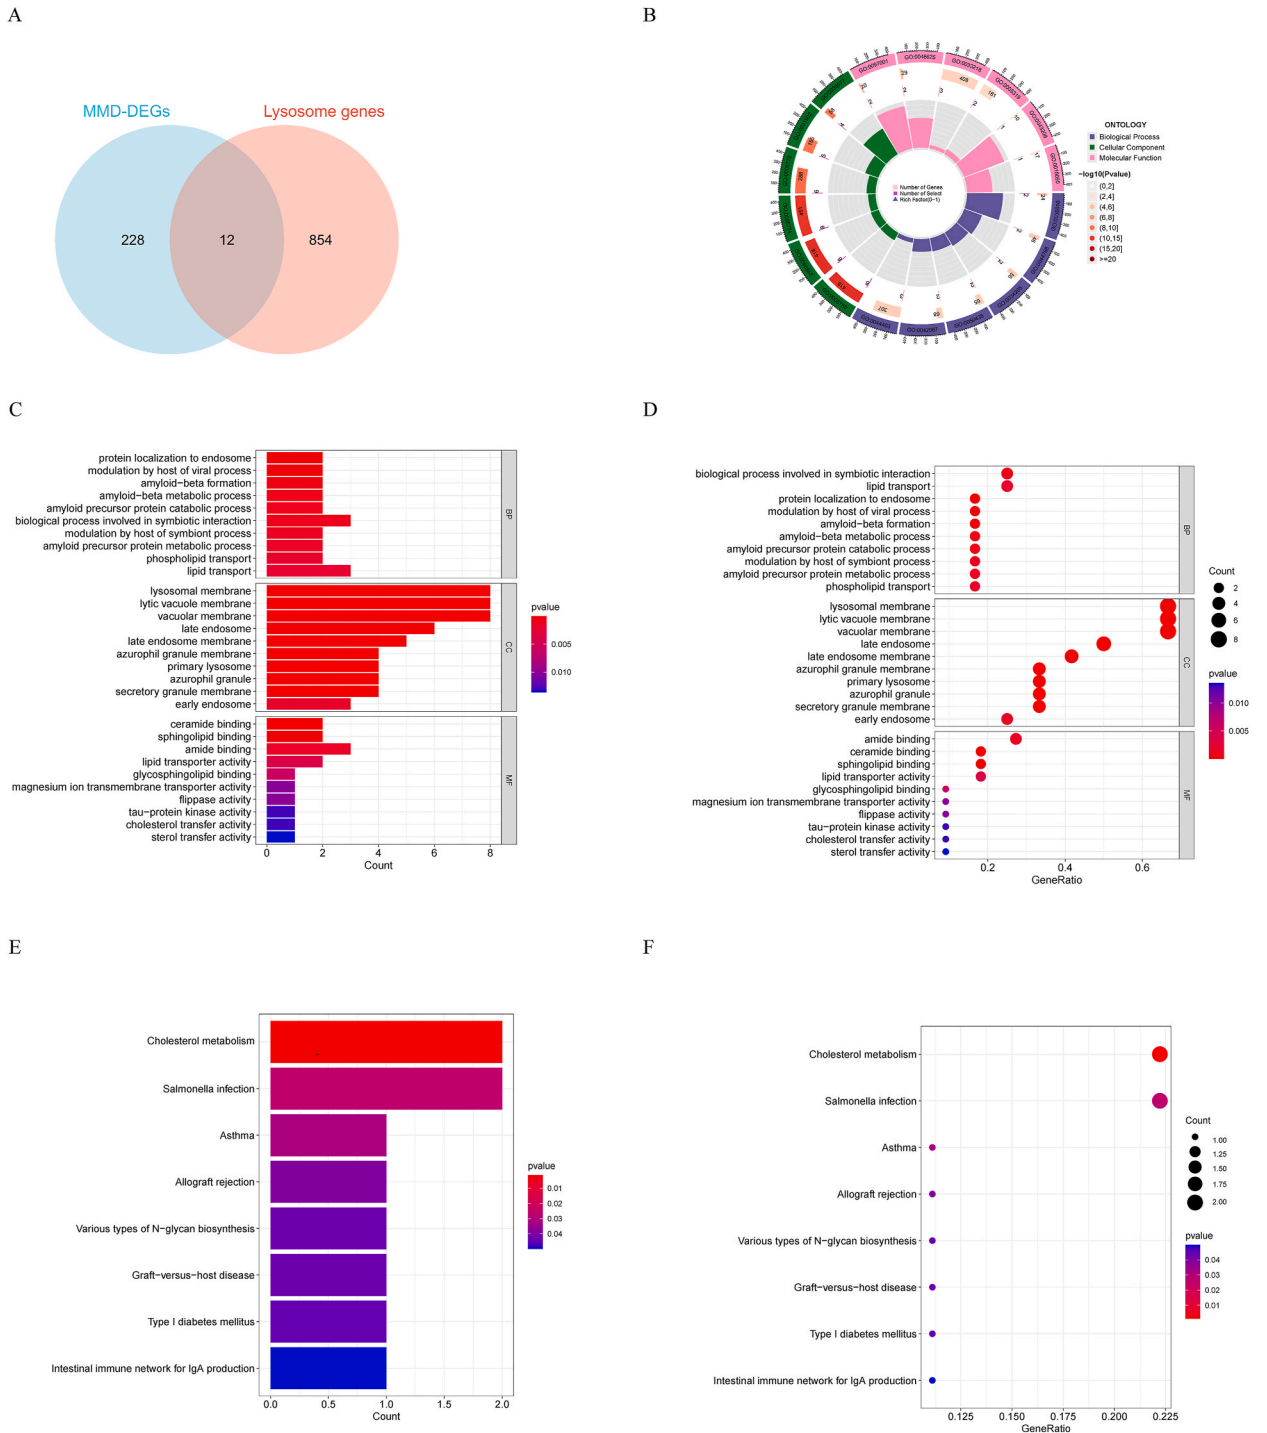 A
MMD-DEGs
Lysosome genes
228
12
854
B
GO:0097001
GO:0046625
GO:0033218
GO:0005319
ONTOLOGY
Biological Process
Cellular Component
Molecular Function
−log10(Pvalue)
(0,2]
(2,4]
(4,6]
(6,8]
(8,10]
(10,15]
(15,20]
>=20
Number of Genes
Number of Select
Rich Factor(0−1)
GO:0042987
C
protein localization to endosome
modulation by host of viral process
amyloid−beta formation
amyloid−beta metabolic process
amyloid precursor protein catabolic process
biological process involved in symbiotic interaction
modulation by host of symbiont process
amyloid precursor protein metabolic process
phospholipid transport
lipid transport
BP
lysosomal membrane
lytic vacuole membrane
vacuolar membrane
late endosome
late endosome membrane
azurophil granule membrane
primary lysosome
azurophil granule
secretory granule membrane
early endosome
CC
ceramide binding
sphingolipid binding
amide binding
lipid transporter activity
glycosphingolipid binding
magnesium ion transmembrane transporter activity
flippase activity
tau−protein kinase activity
cholesterol transfer activity
sterol transfer activity
MF
0 2 4 6 8
Count
pvalue
0.005
0.010
D
biological process involved in symbiotic interaction
lipid transport
protein localization to endosome
modulation by host of viral process
amyloid−beta formation
amyloid−beta metabolic process
amyloid precursor protein catabolic process
modulation by host of symbiont process
amyloid precursor protein metabolic process
phospholipid transport
BP
lysosomal membrane
lytic vacuole membrane
vacuolar membrane
late endosome
late endosome membrane
azurophil granule membrane
primary lysosome
azurophil granule
secretory granule membrane
early endosome
CC
amide binding
ceramide binding
sphingolipid binding
lipid transporter activity
glycosphingolipid binding
magnesium ion transmembrane transporter activity
flippase activity
tau−protein kinase activity
cholesterol transfer activity
sterol transfer activity
MF
0.2 0.4 0.6
GeneRatio
Count
2
4
6
8
pvalue
0.010
0.005
E
Cholesterol metabolism
Salmonella infection
Asthma
Allograft rejection
Various types of N−glycan biosynthesis
Graft−versus−host disease
Type I diabetes mellitus
Intestinal immune network for IgA production
0.0 0.5 1.0 1.5 2.0
Count
pvalue
0.01
0.02
0.03
0.04
F
Cholesterol metabolism
Salmonella infection
Asthma
Allograft rejection
Various types of N−glycan biosynthesis
Graft−versus−host disease
Type I diabetes mellitus
Intestinal immune network for IgA production
0.125 0.150 0.175 0.200 0.225
GeneRatio
Count
1.00
1.25
1.50
1.75
2.00
pvalue
0.04
0.03
0.02
0.01